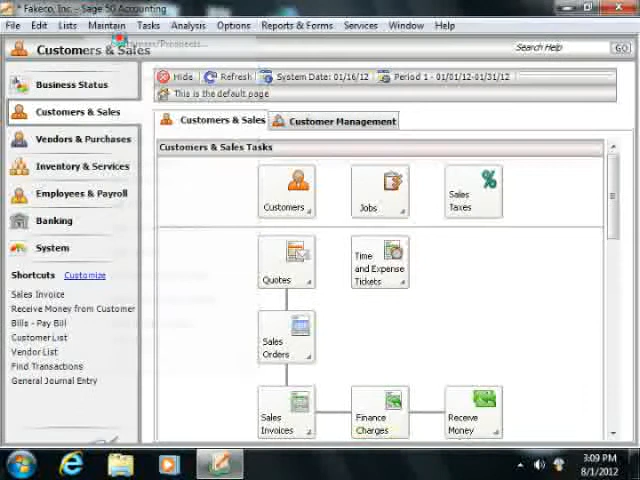 * Fakeco, Inc. - Sage 50 Accounting
File Edit Lists Maintain Tasks Analysis Options Reports & Forms Services Window Help
Customers & Sales
Customers/Prospects...
Search Help
GO
Business Status
Customers & Sales
Vendors & Purchases
Inventory & Services
Employees & Payroll
Banking
System
Shortcuts Customize
Sales Invoice
Receive Money from Customer
Bills - Pay Bill
Customer List
Vendor List
Find Transactions
General Journal Entry
Hide Refresh System Date: 01/16/12 Period 1 - 01/01/12-01/31/12
This is the default page
Customers & Sales Customer Management
Customers & Sales Tasks
Customers
Jobs
Sales
Taxes
Quotes
Time
and Expense
Tickets
Sales
Orders
Sales
Invoices
Finance
Charges
Receive
Money
3:09 PM
8/1/2012